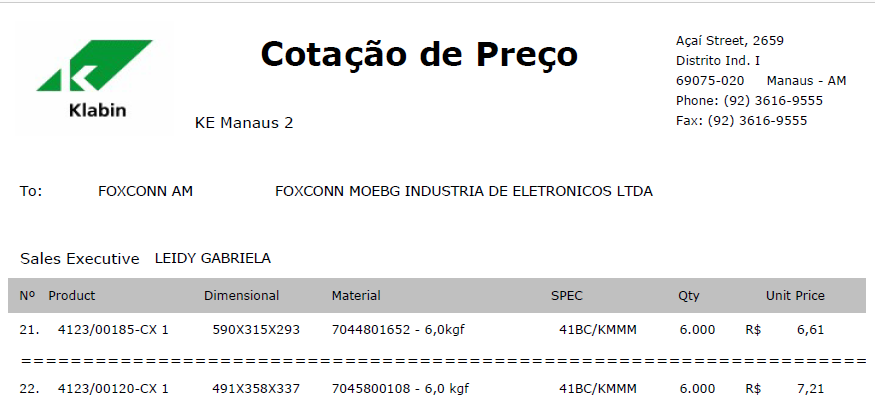 Klabin
Cotação de Preço
KE Manaus 2
Açaí Street, 2659
Distrito Ind. I
69075-020 Manaus - AM
Phone: (92) 3616-9555
Fax: (92) 3616-9555
To: FOXCONN AM FOXCONN MOEBG INDUSTRIA DE ELETRONICOS LTDA
Sales Executive LEIDY GABRIELA
Nº Product Dimensional Material SPEC Qty Unit Price
21. 4123/00185-CX 1 590X315X293 7044801652 - 6,0kgf 41BC/KMMM 6.000 R$ 6,61
========================================================================
22. 4123/00120-CX 1 491X358X337 7045800108 - 6,0 kgf 41BC/KMMM 6.000 R$ 7,21